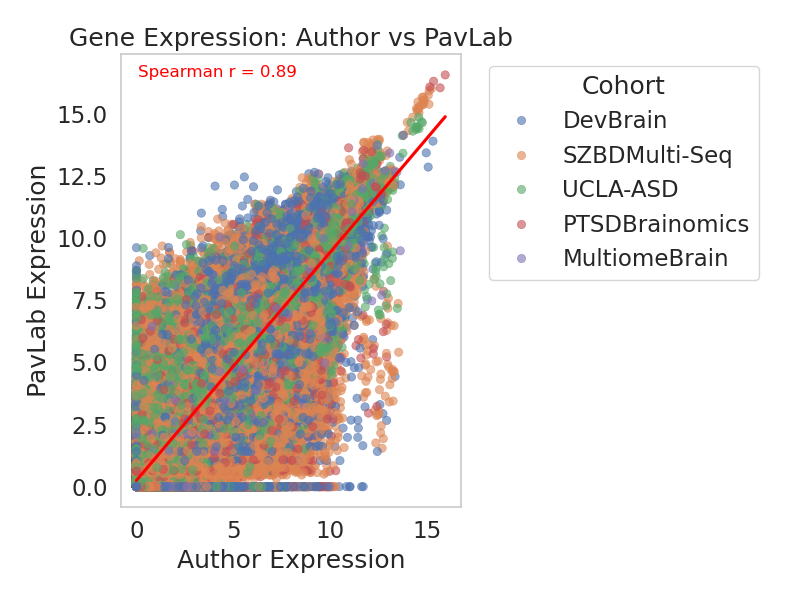 Gene Expression: Author vs PavLab
Spearman r = 0.89
PavLab Expression
15.0
12.5
10.0
7.5
5.0
2.5
0.0
0 5 10 15
Author Expression
Cohort
DevBrain
SZBDMulti-Seq
UCLA-ASD
PTSDBrainomics
MultiomeBrain